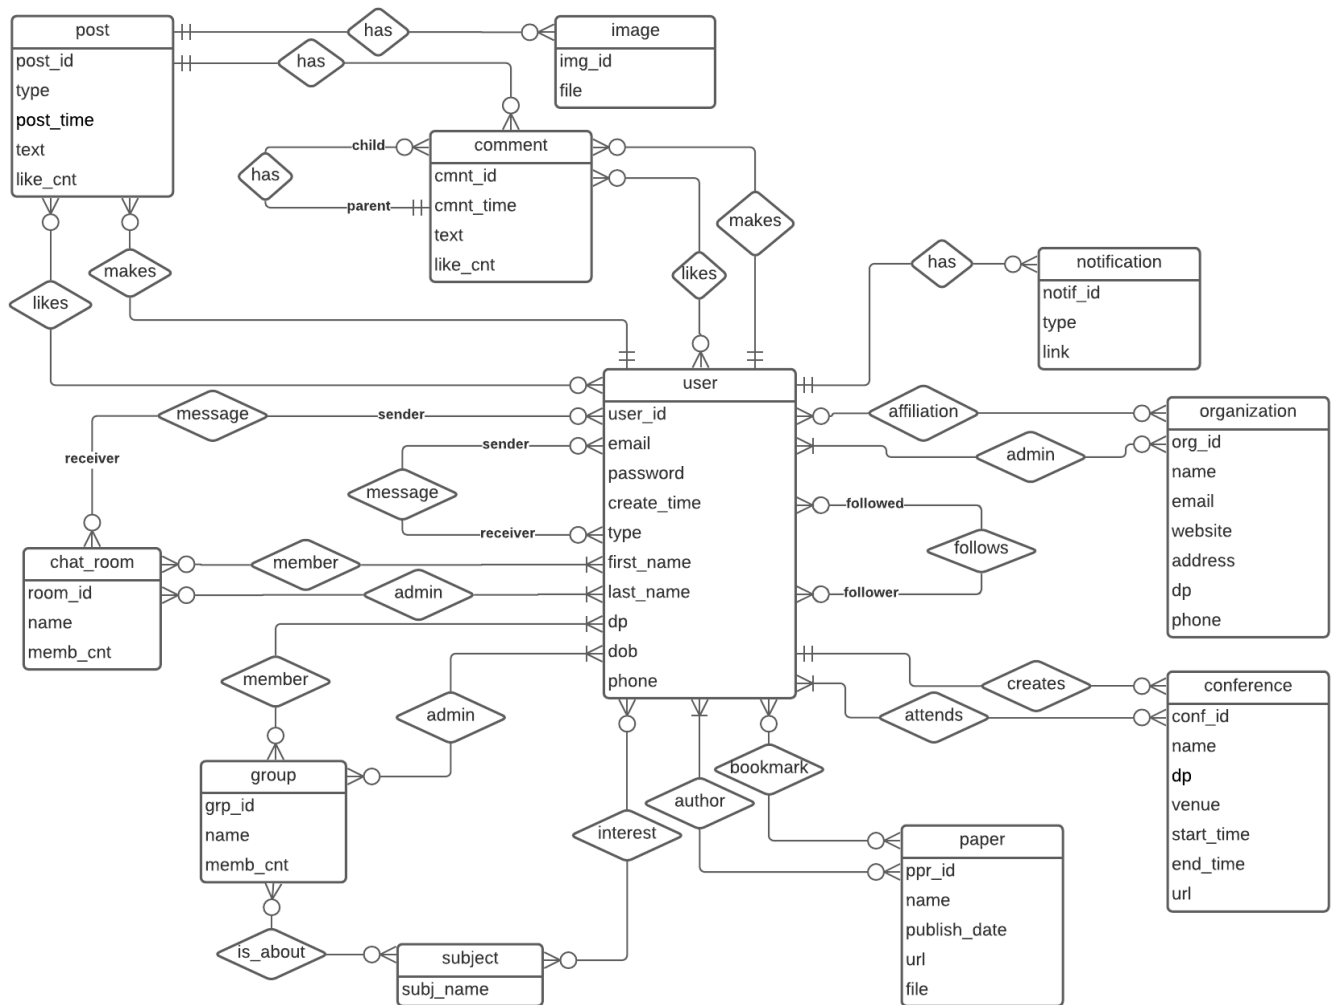 post
post_id
type
post_time
text
like_cnt
has
image
img_id
file
has
comment
cmnt_id
cmnt_time
text
like_cnt
child
has
parent
makes
likes
makes
likes
has
notification
notif_id
type
link
user
user_id
email
password
create_time
type
first_name
last_name
dp
dob
phone
message
sender
receiver
sender
message
receiver
affiliation
admin
organization
org_id
name
email
website
address
dp
phone
followed
follows
follower
chat_room
room_id
name
memb_cnt
member
admin
member
admin
creates
attends
conference
conf_id
name
dp
venue
start_time
end_time
url
group
grp_id
name
memb_cnt
interest
author
bookmark
paper
ppr_id
name
publish_date
url
file
is_about
subject
subj_name